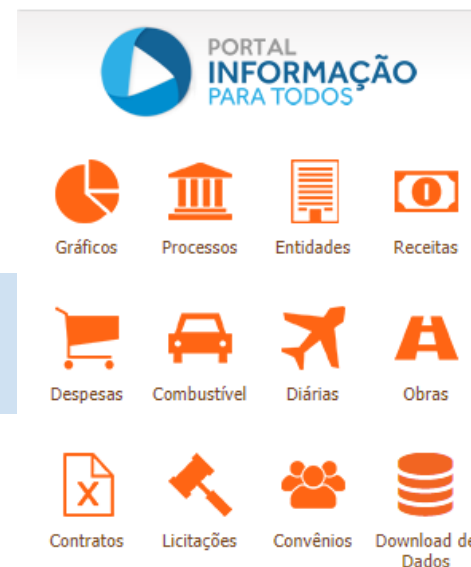 PORTAL
INFORMAÇÃO
PARA TODOS
Gráficos Processos Entidades Receitas
Despesas Combustível Diárias Obras
Contratos Licitações Convênios Download de
Dados